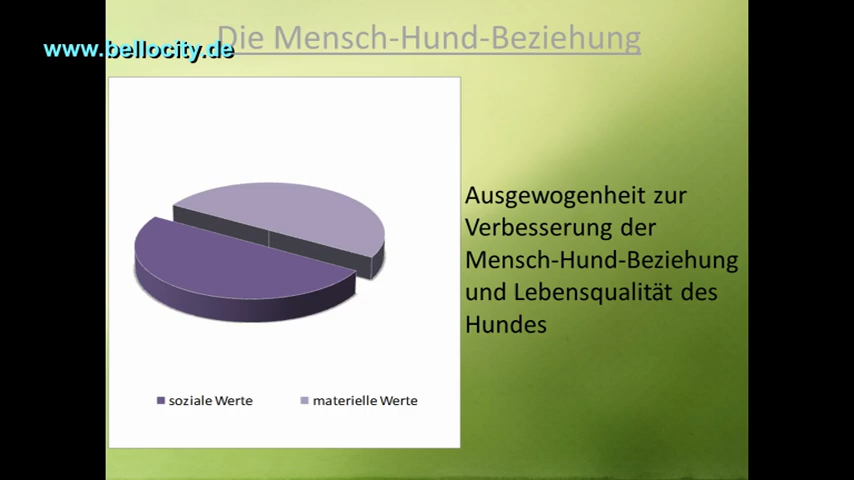 Die Mensch-Hund-Beziehung
www.bellocity.de
Ausgewogenheit zur
Verbesserung der
Mensch-Hund-Beziehung
und Lebensqualität des
Hundes
soziale Werte
materielle Werte